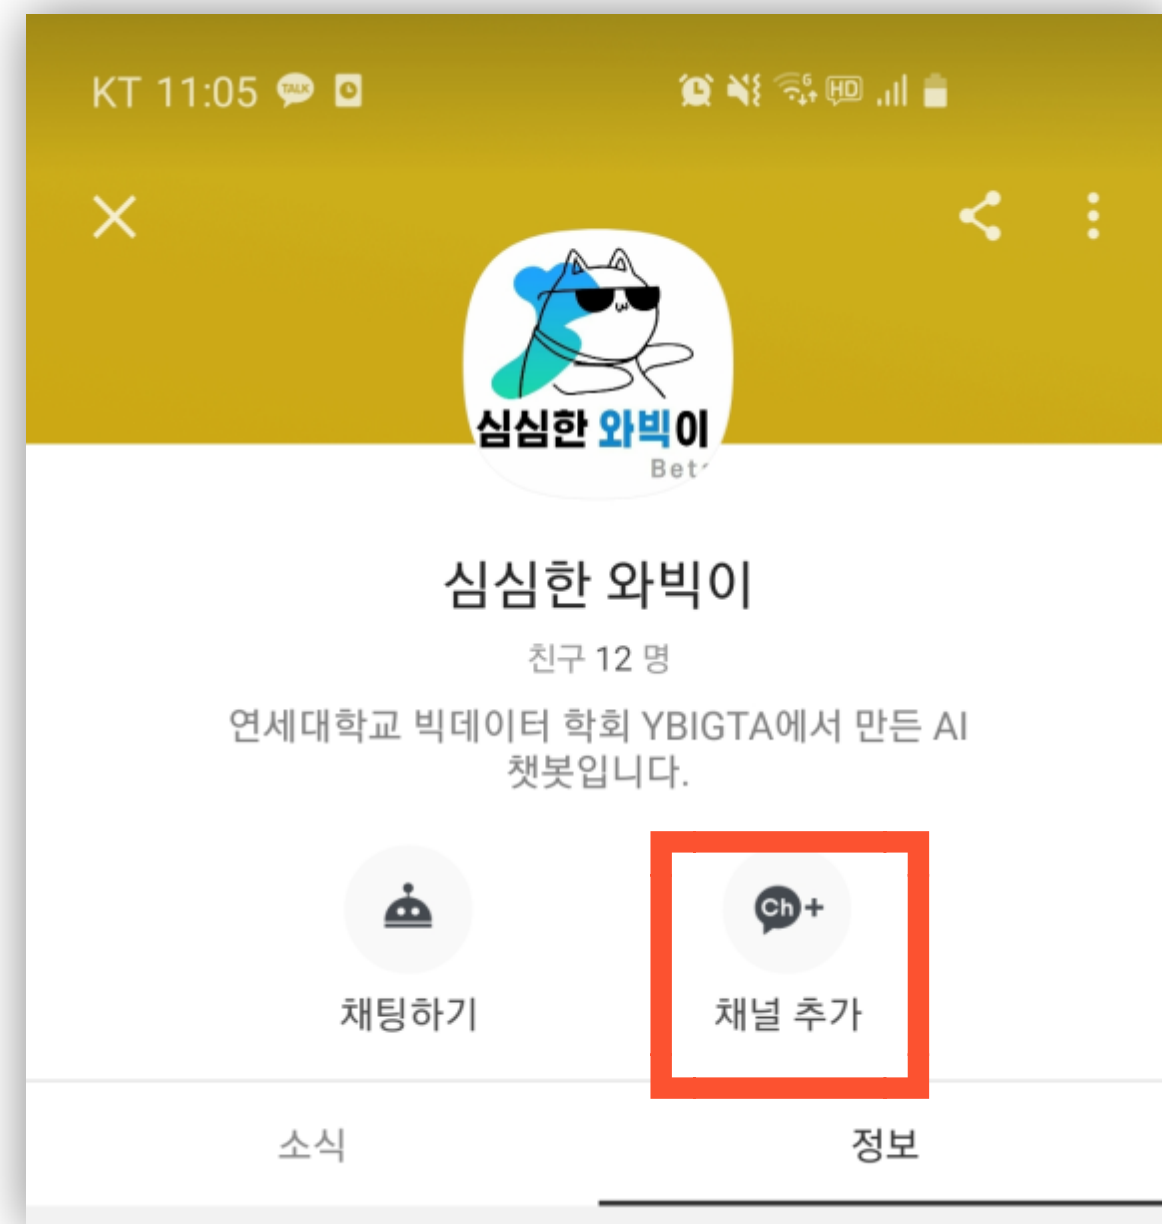 KT 11:05 TALK
6 HD
심심한 와빅이
심심한 와빅이
친구 12 명
연세대학교 빅데이터 학회 YBIGTA에서 만든 AI
챗봇입니다.
Ch+
채팅하기 채널 추가
소식 정보